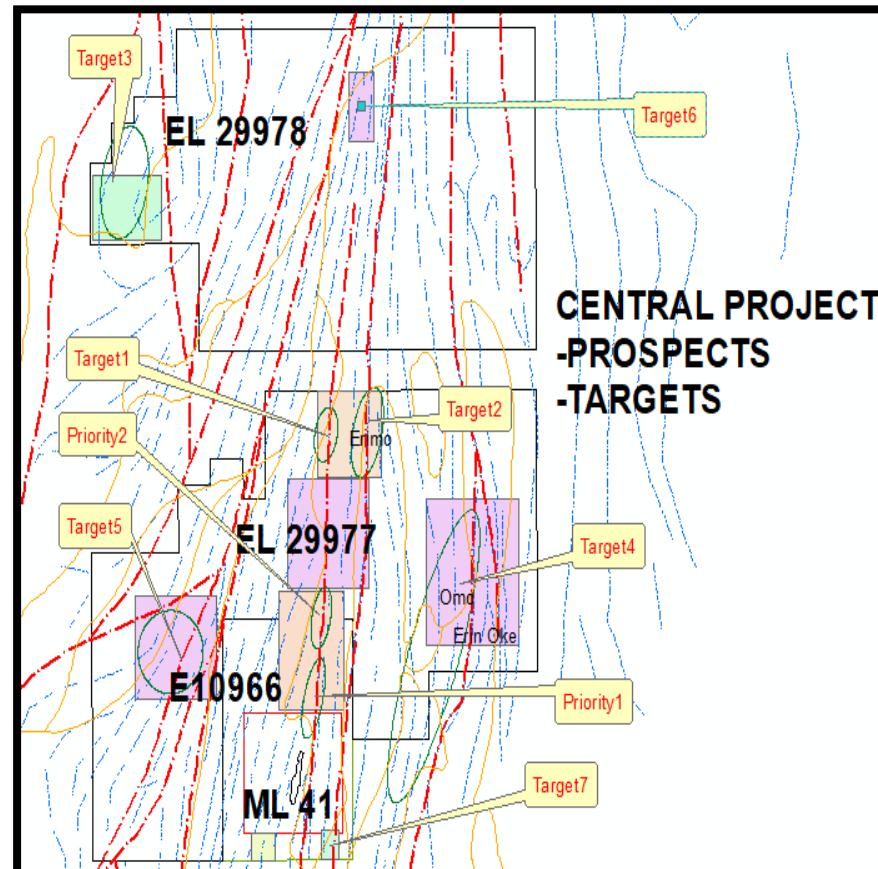 Target3
EL 29978
Target6
CENTRAL PROJECT
-PROSPECTS
-TARGETS
Target1
Target2
Priority2
Erimo
Target5
EL 29977
Target4
Omo
Erin Oke
E10966
Priority1
Target7
ML 41